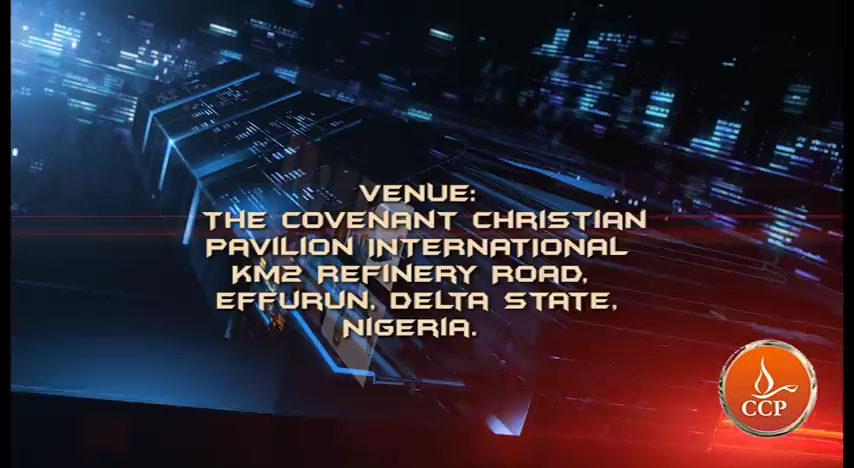 VENUE:
THE COVENANT CHRISTIAN
PAVILION INTERNATIONAL
KM2 REFINERY ROAD,
EFFURUN, DELTA STATE,
NIGERIA.
CCP